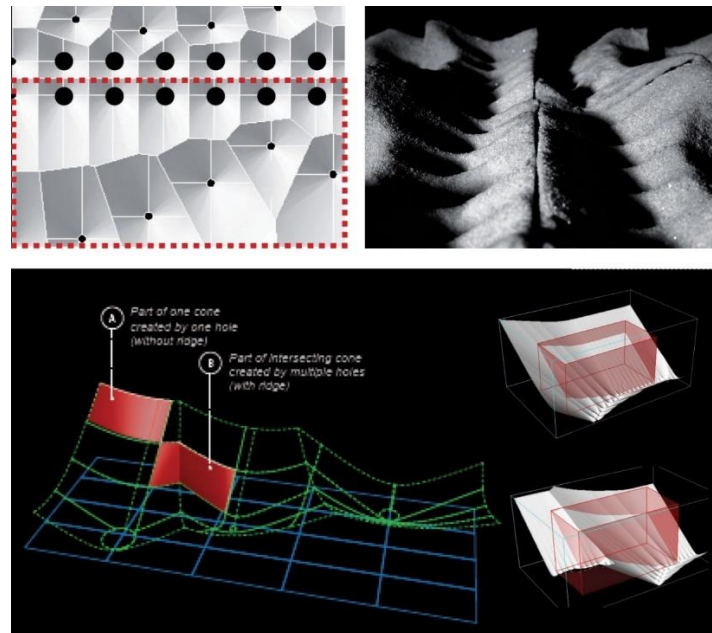 A
Part of one cone
created by one hole
(without ridge)
B
Part of intersecting cone
created by multiple holes
(with ridge)